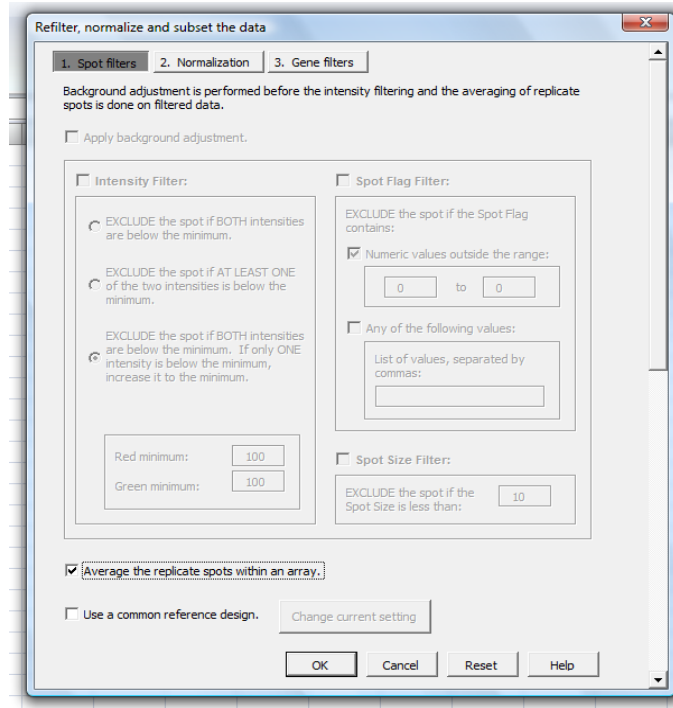 Refilter, normalize and subset the data
1. Spot filters
2. Normalization
3. Gene filters
Background adjustment is performed before the intensity filtering and the averaging of replicate
spots is done on filtered data.
Apply background adjustment.
Intensity Filter:
EXCLUDE the spot if BOTH intensities
are below the minimum.
EXCLUDE the spot if AT LEAST ONE
of the two intensities is below the
minimum.
EXCLUDE the spot if BOTH intensities
are below the minimum. If only ONE
intensity is below the minimum,
increase it to the minimum.
Red minimum: 100
Green minimum: 100
Spot Flag Filter:
EXCLUDE the spot if the Spot Flag
contains:
Numeric values outside the range:
0 to 0
Any of the following values:
List of values, separated by
commas:
Spot Size Filter:
EXCLUDE the spot if the
Spot Size is less than:
10
Average the replicate spots within an array.
Use a common reference design.
Change current setting
OK
Cancel
Reset
Help